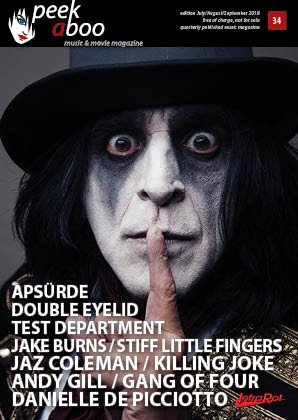 peek
a boo
music & movie magazine
edition July/August/September 2019
free of charge, not for sale
quarterly published music magazine
34
APSÜRDE
DOUBLE EYELID
TEST DEPARTMENT
JAKE BURNS / STIFF LITTLE FINGERS
JAZ COLEMAN / KILLING JOKE
ANDY GILL / GANG OF FOUR
DANIELLE DE PICCIOTTO